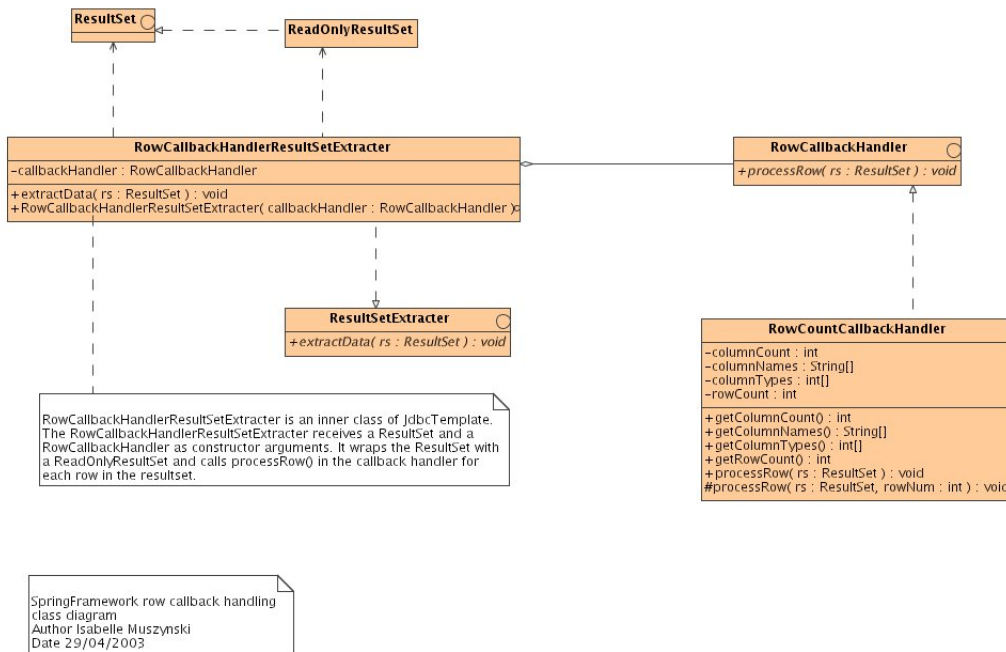 ResultSet
ReadOnlyResultSet
RowCallbackHandlerResultSetExtracter
-callbackHandler : RowCallbackHandler
+extractData( rs : ResultSet ) : void
+RowCallbackHandlerResultSetExtracter( callbackHandler : RowCallbackHandler )
RowCallbackHandler
+processRow( rs : ResultSet ) : void
ResultSetExtracter
+extractData( rs : ResultSet ) : void
RowCountCallbackHandler
-columnCount : int
-columnNames : String[]
-columnTypes : int[]
-rowCount : int
+getColumnCount() : int
+getColumnNames() : String[]
+getColumnTypes() : int[]
+getRowCount() : int
+processRow( rs : ResultSet ) : void
#processRow( rs : ResultSet, rowNum : int ) : void
RowCallbackHandlerResultSetExtracter is an inner class of JdbcTemplate.
The RowCallbackHandlerResultSetExtracter receives a ResultSet and a
RowCallbackHandler as constructor arguments. It wraps the ResultSet with
a ReadOnlyResultSet and calls processRow() in the callback handler for
each row in the resultset.
SpringFramework row callback handling
class diagram
Author Isabelle Muszynski
Date 29/04/2003